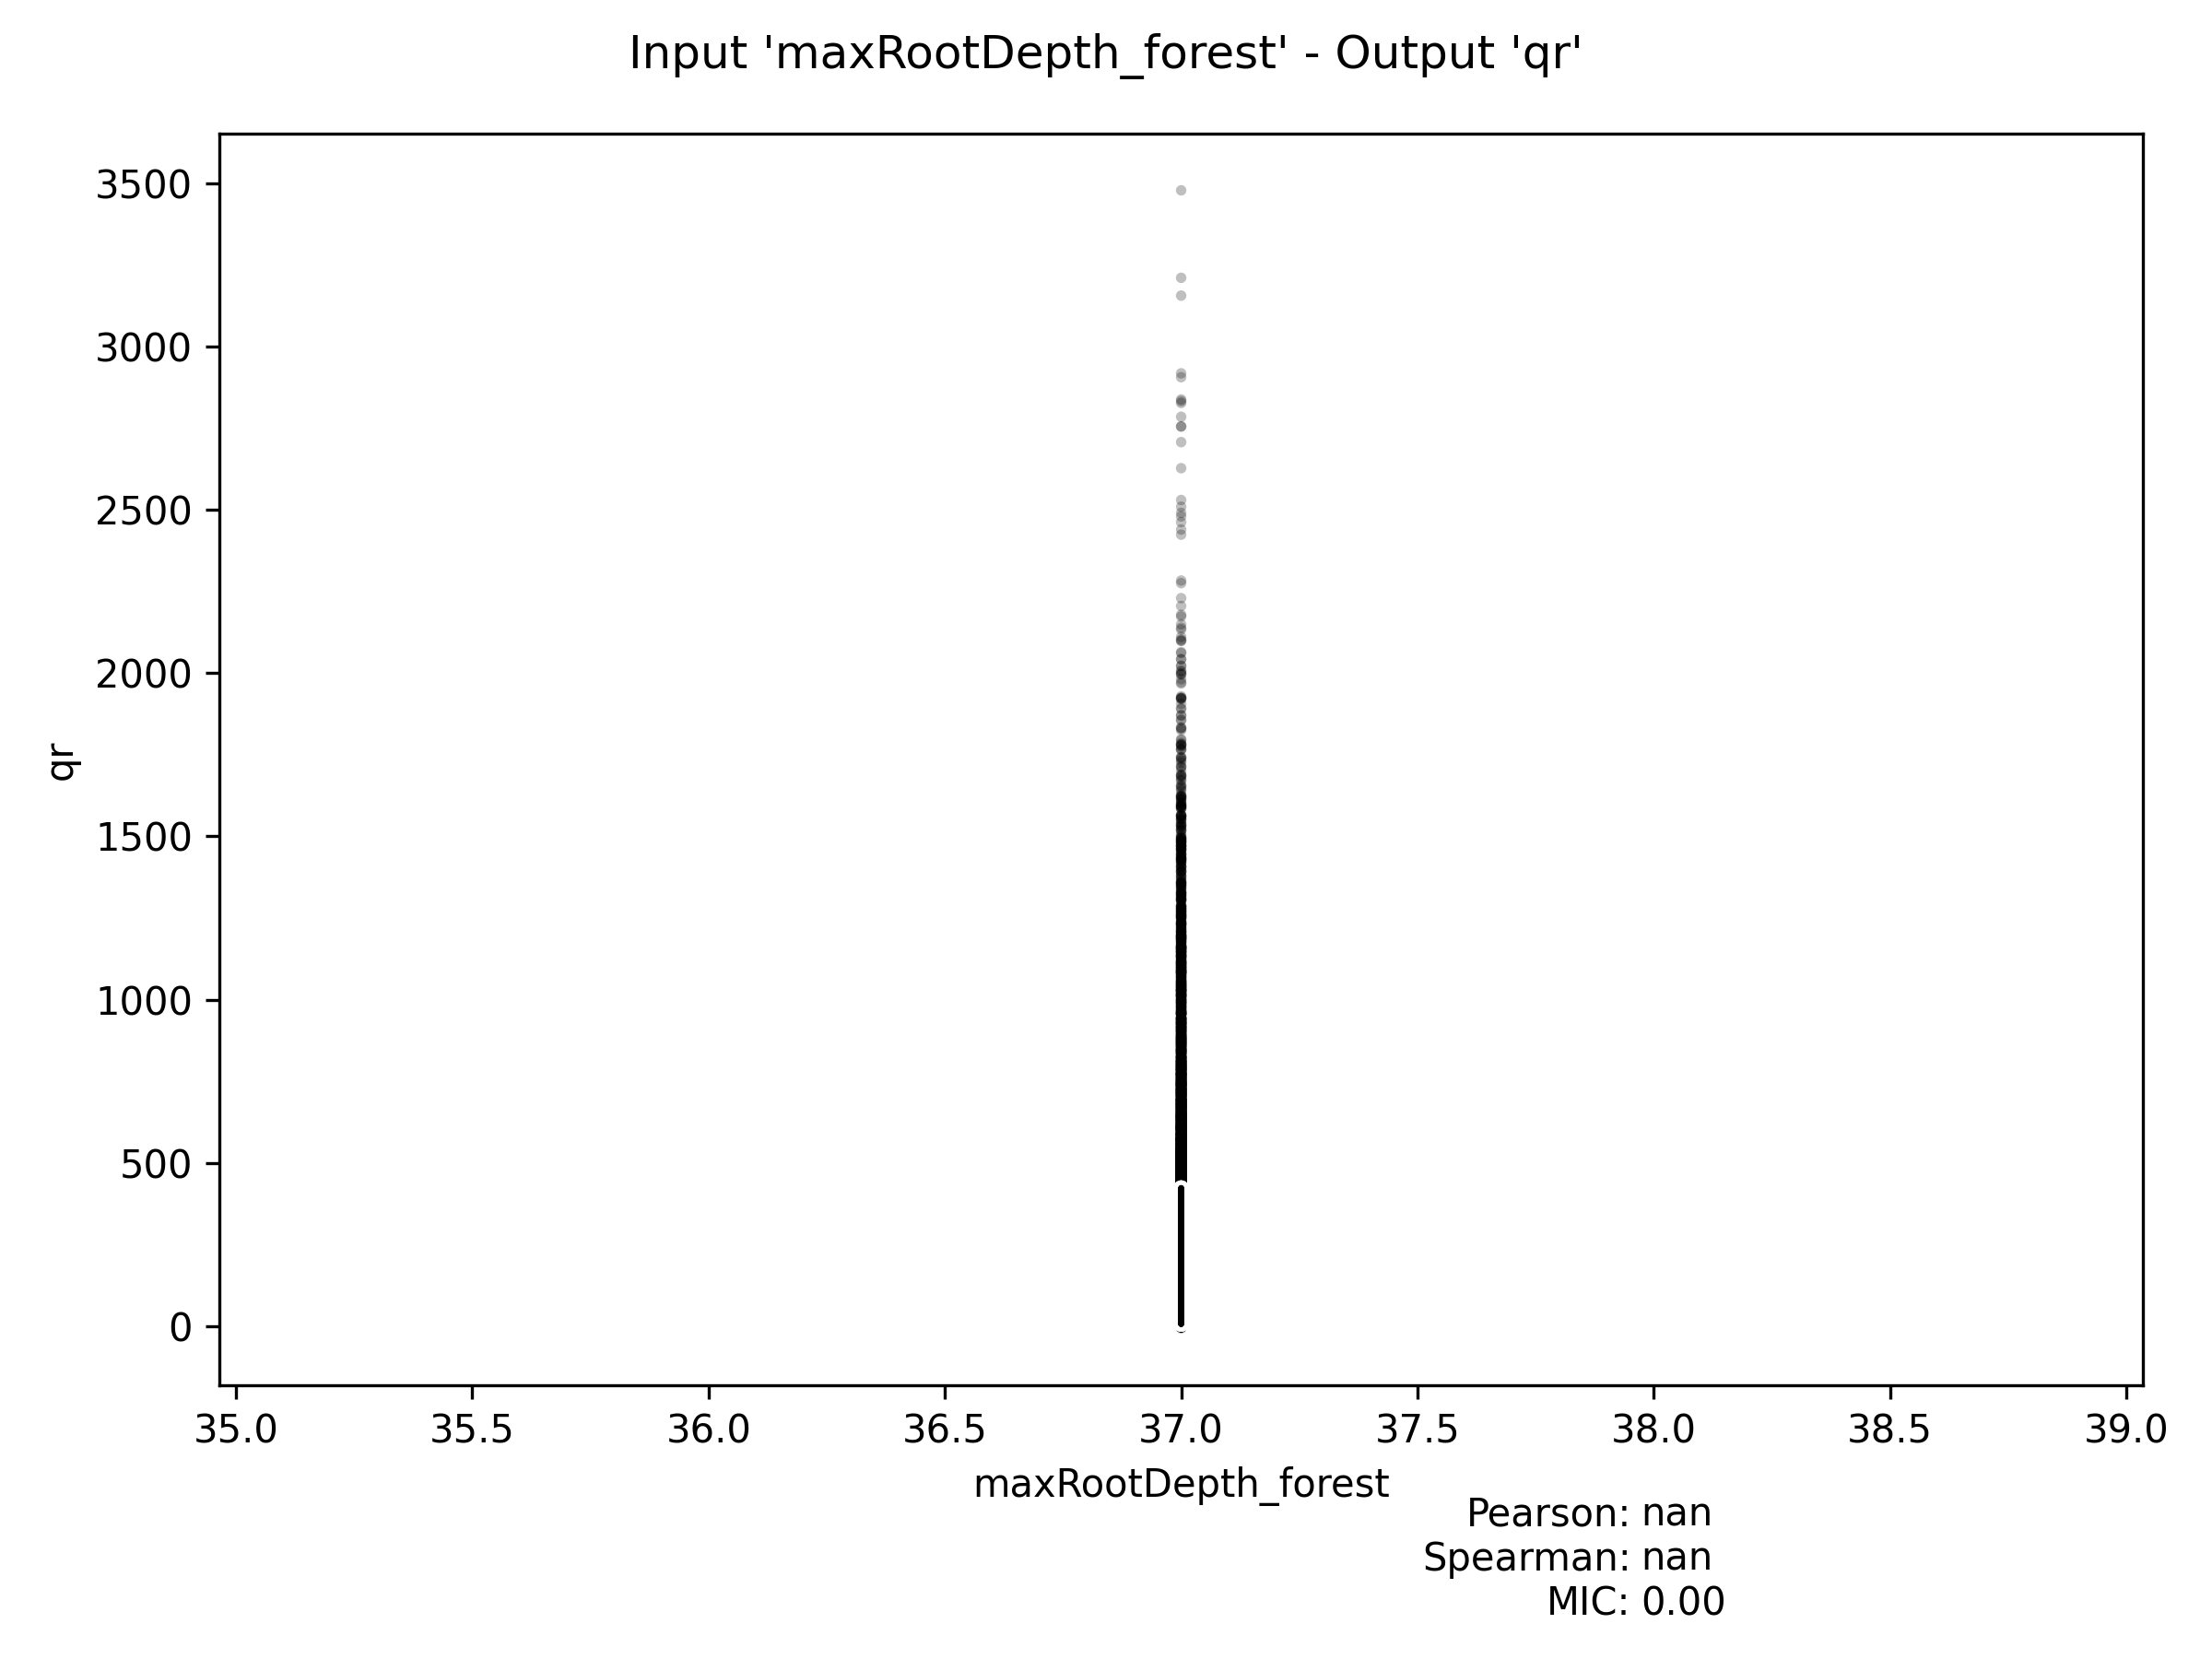 Input 'maxRootDepth_forest' - Output 'qr'
3500
3000
2500
2000
1500
1000
500
0
qr
35.0 35.5 36.0 36.5 37.0 37.5 38.0 38.5 39.0
maxRootDepth_forest
Pearson: nan
Spearman: nan
MIC: 0.00